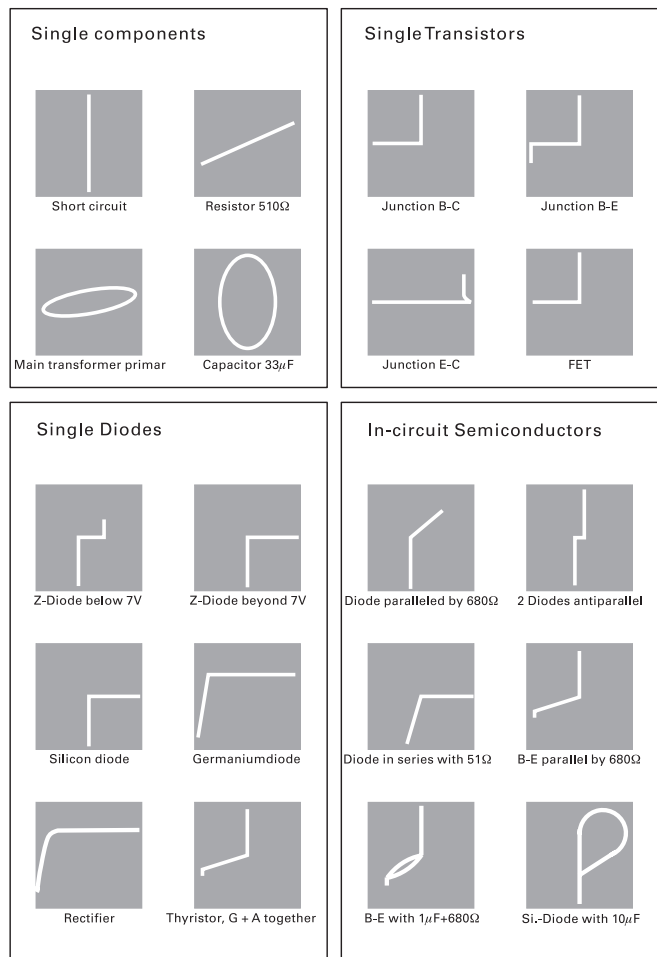 Single components
Short circuit
Resistor 510Ω
Main transformer primar
Capacitor 33µF
Single Transistors
Junction B-C
Junction B-E
Junction E-C
FET
Single Diodes
Z-Diode below 7V
Z-Diode beyond 7V
Silicon diode
Germaniumdiode
Rectifier
Thyristor, G + A together
In-circuit Semiconductors
Diode paralleled by 680Ω
2 Diodes antiparallel
Diode in series with 51Ω
B-E parallel by 680Ω
B-E with 1µF+680Ω
Si.-Diode with 10µF